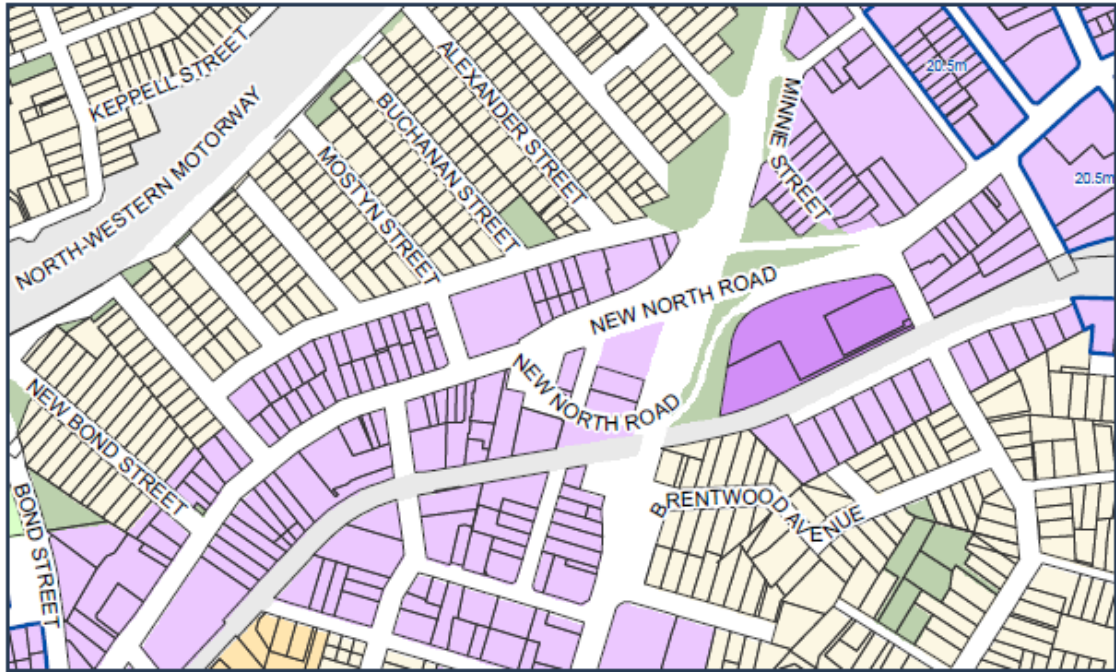 KEPPELL STREET
ALEXANDER STREET
20.5m
NORTH-WESTERN MOTORWAY
BUCHANAN STREET
MINNIE STREET
MOSTYN STREET
20.5m
NEW NORTH ROAD
NEW NORTH ROAD
NEW BOND STREET
BOND STREET
BRENTWOOD AVENUE